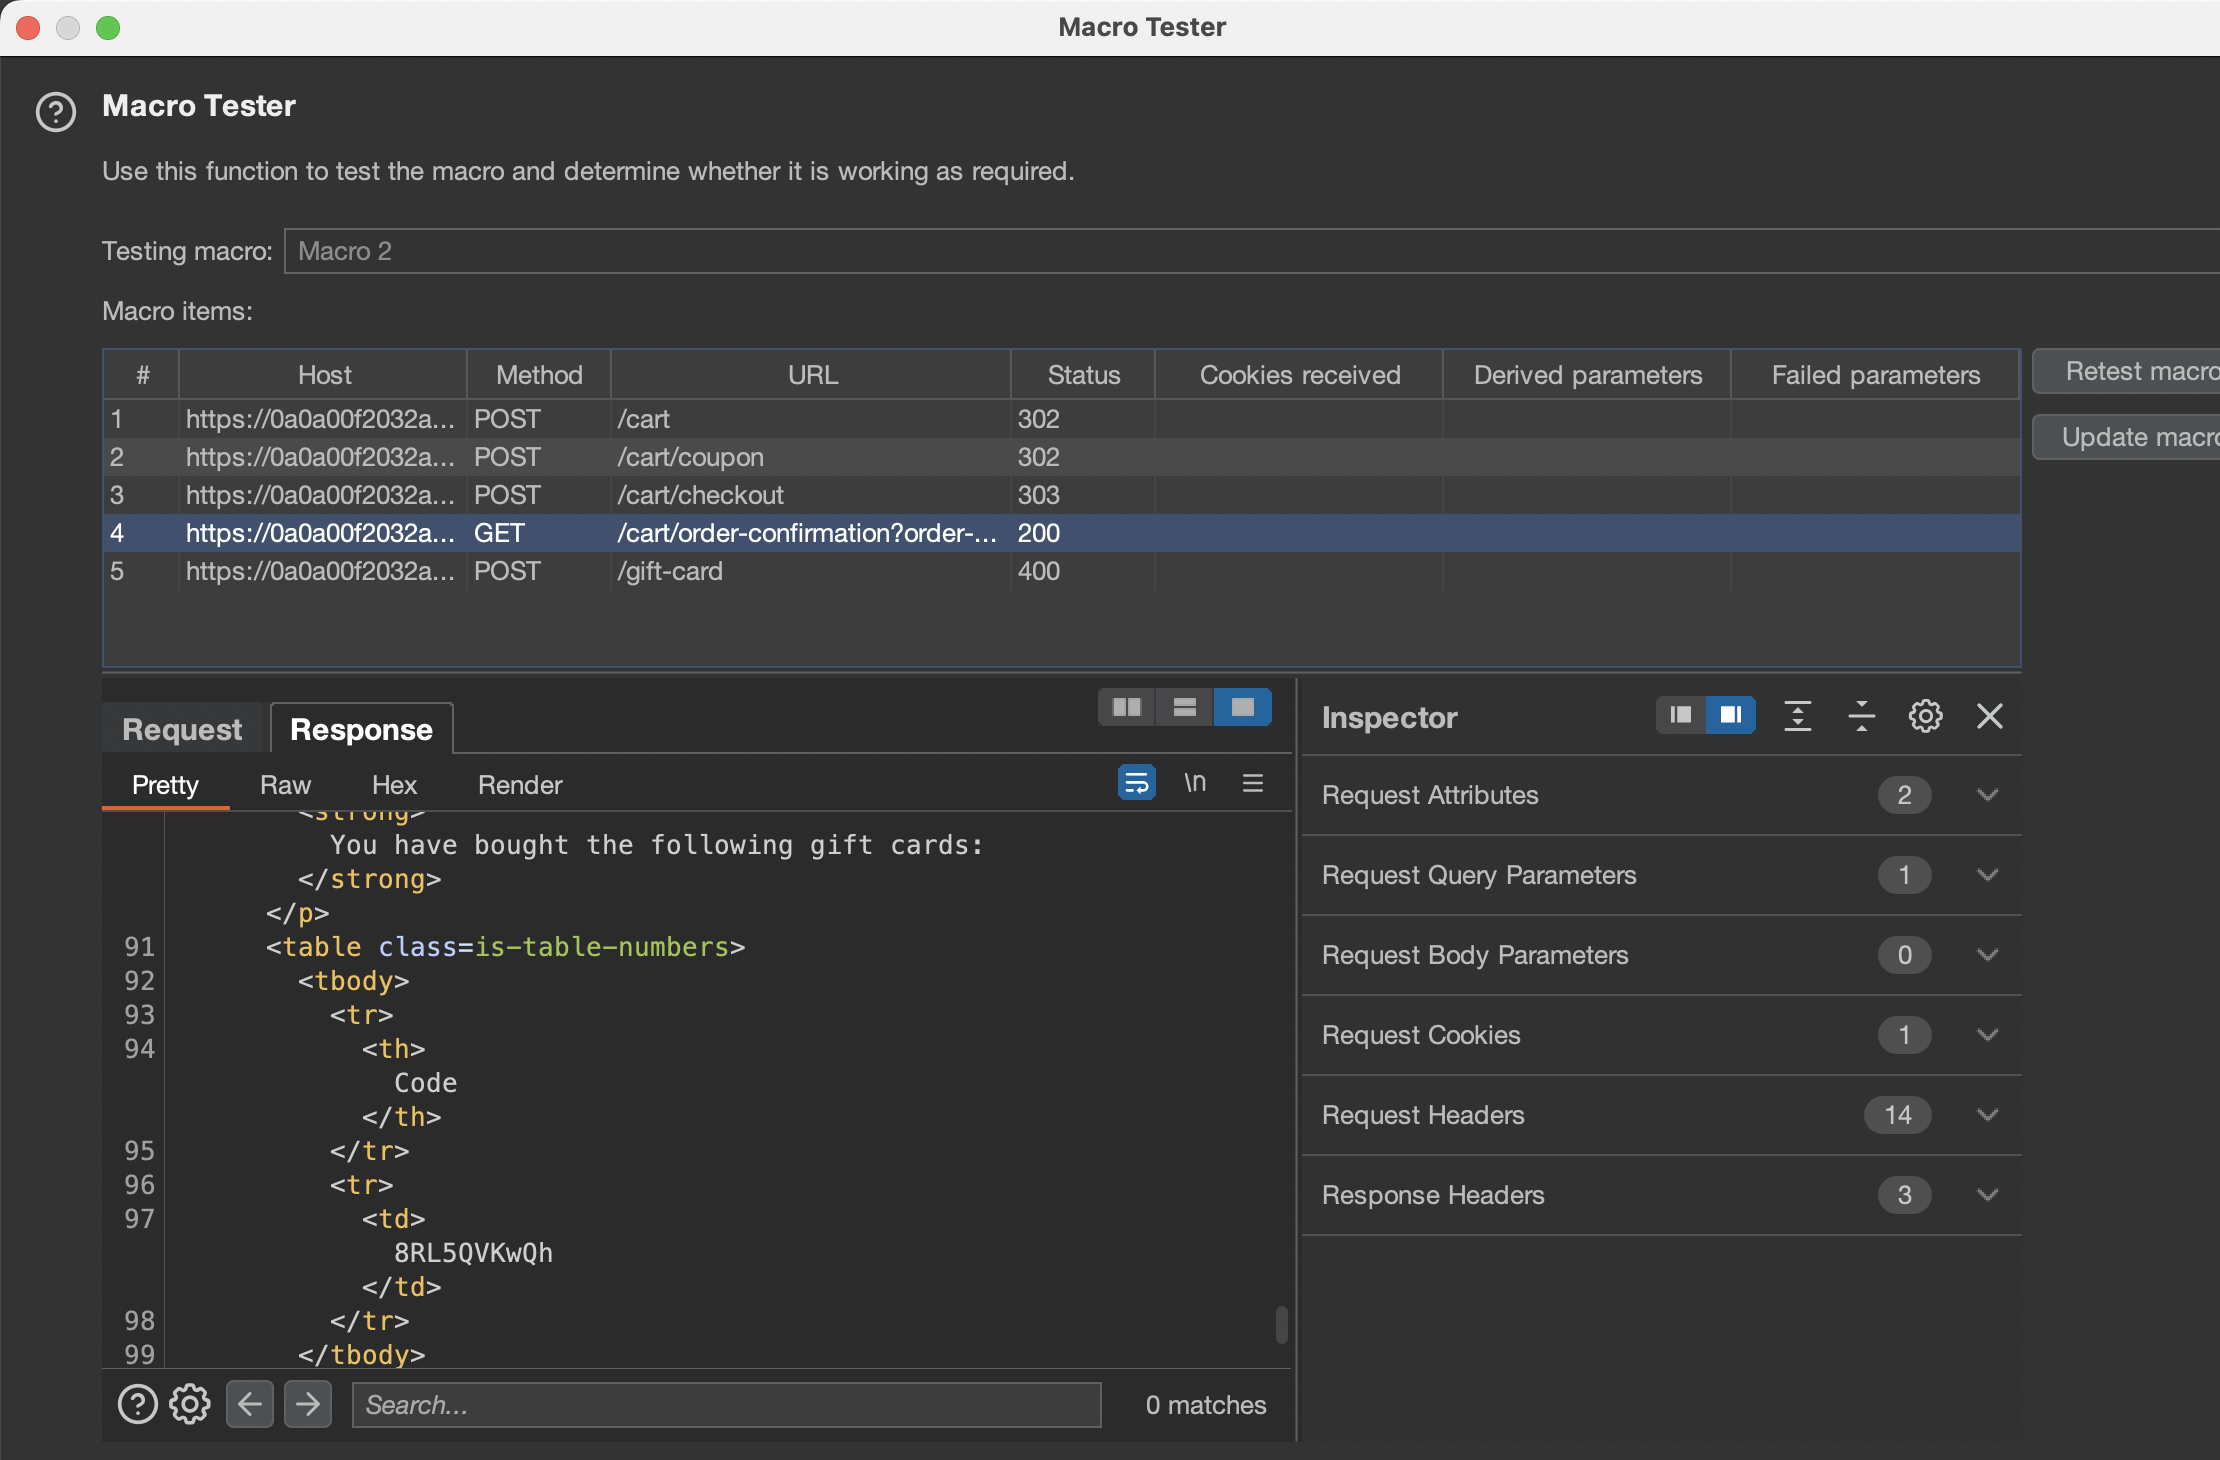 Macro Tester
Macro Tester
Use this function to test the macro and determine whether it is working as required.
Testing macro: Macro 2
Macro items:
# Host Method URL Status Cookies received Derived parameters Failed parameters
1 https://0a0a00f2032a... POST /cart 302
2 https://0a0a00f2032a... POST /cart/coupon 302
3 https://0a0a00f2032a... POST /cart/checkout 303
4 https://0a0a00f2032a... GET /cart/order-confirmation?order-... 200
5 https://0a0a00f2032a... POST /gift-card 400
Retest macro
Update macro
Request Response
Pretty Raw Hex Render \n
<strong>
You have bought the following gift cards:
</strong>
</p>
91 <table class=is-table-numbers>
92 <tbody>
93 <tr>
94 <th>
Code
</th>
95 </tr>
96 <tr>
97 <td>
8RL5QVKwQh
</td>
98 </tr>
99 </tbody>
Search...
0 matches
Inspector
Request Attributes 2
Request Query Parameters 1
Request Body Parameters 0
Request Cookies 1
Request Headers 14
Response Headers 3